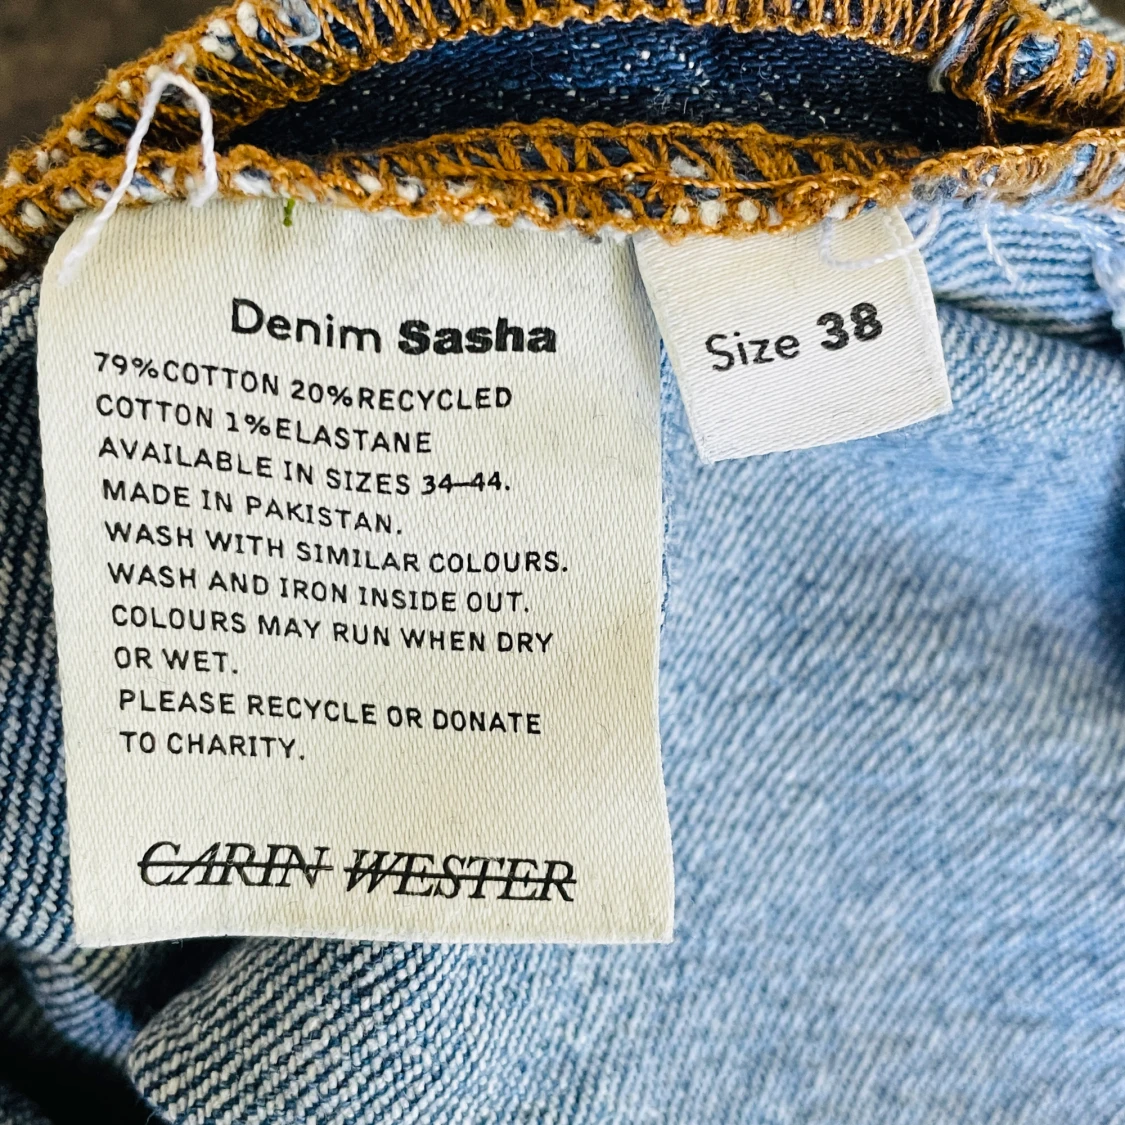 Denim Sasha
79%COTTON 20%RECYCLED
COTTON 1%ELASTANE
AVAILABLE IN SIZES 34-44.
MADE IN PAKISTAN.
WASH WITH SIMILAR COLOURS.
WASH AND IRON INSIDE OUT.
COLOURS MAY RUN WHEN DRY
OR WET.
PLEASE RECYCLE OR DONATE
TO CHARITY.
CARIN WESTER
Size 38